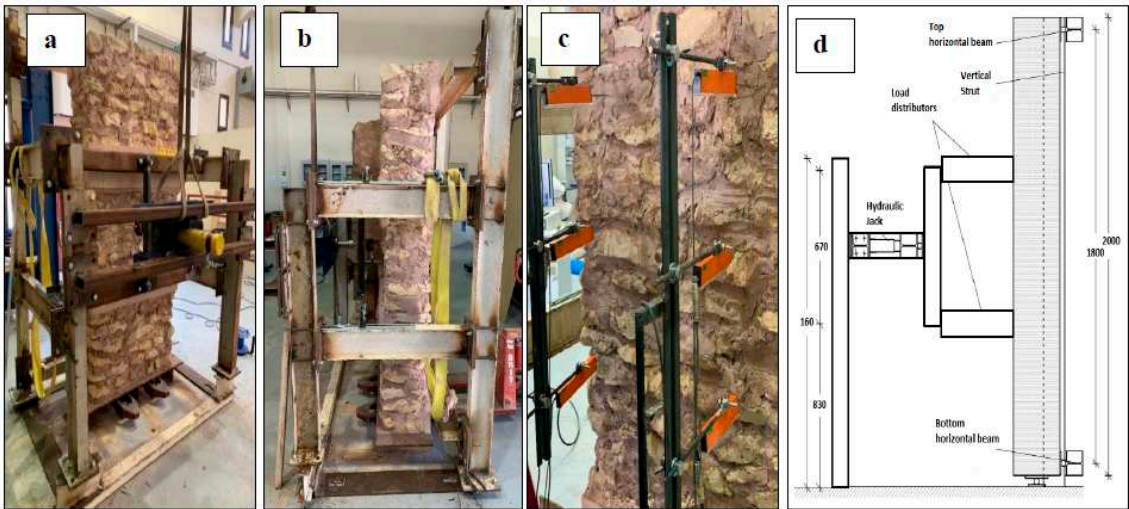 a
b
c
d
Top
horizontal beam
Vertical
Strut
Load
distributors
Hydraulic
Jack
670
2000
1800
160
830
Bottom
horizontal beam